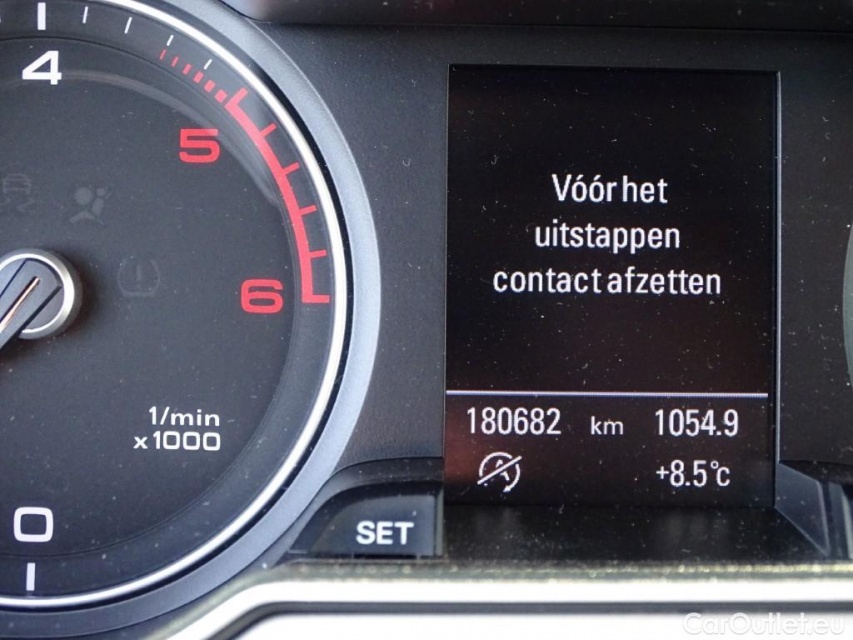 4
5
6
1/min
x1000
0
Vóór het
uitstappen
contact afzetten
180682 km 1054.9
+8.5°C
SET
CarOutlet.eu